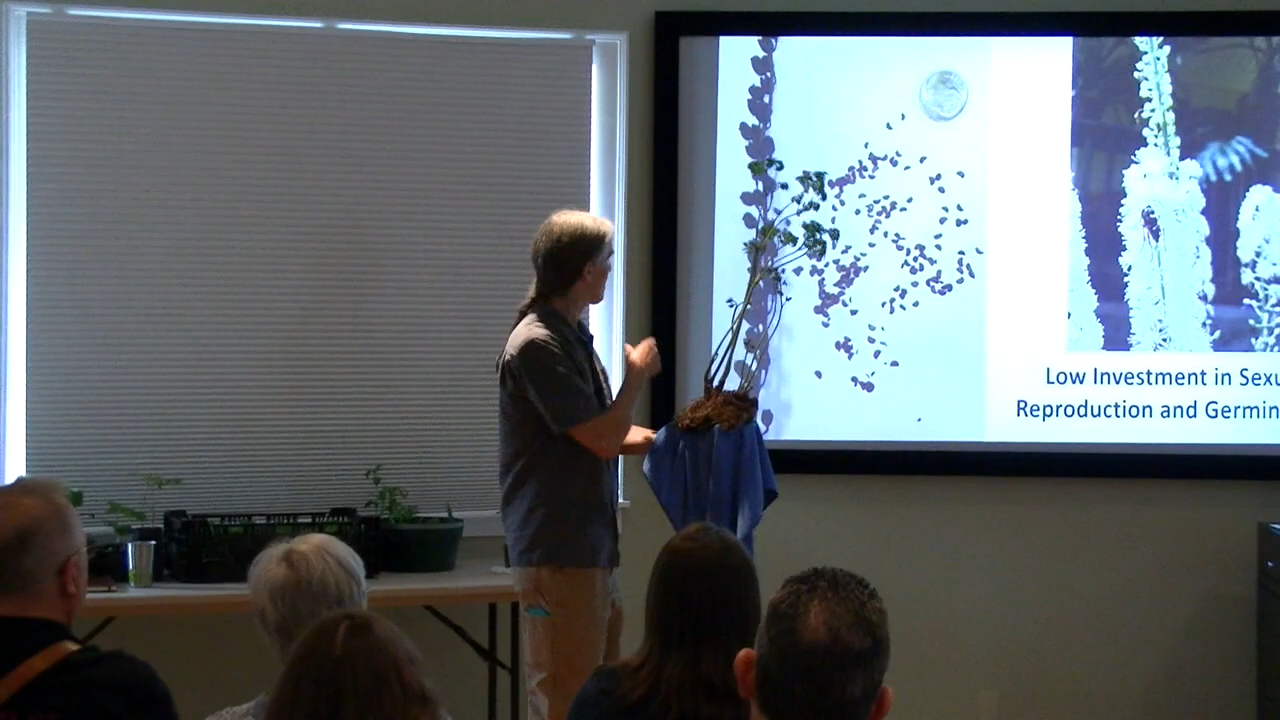 Low Investment in Sexu
Reproduction and Germin